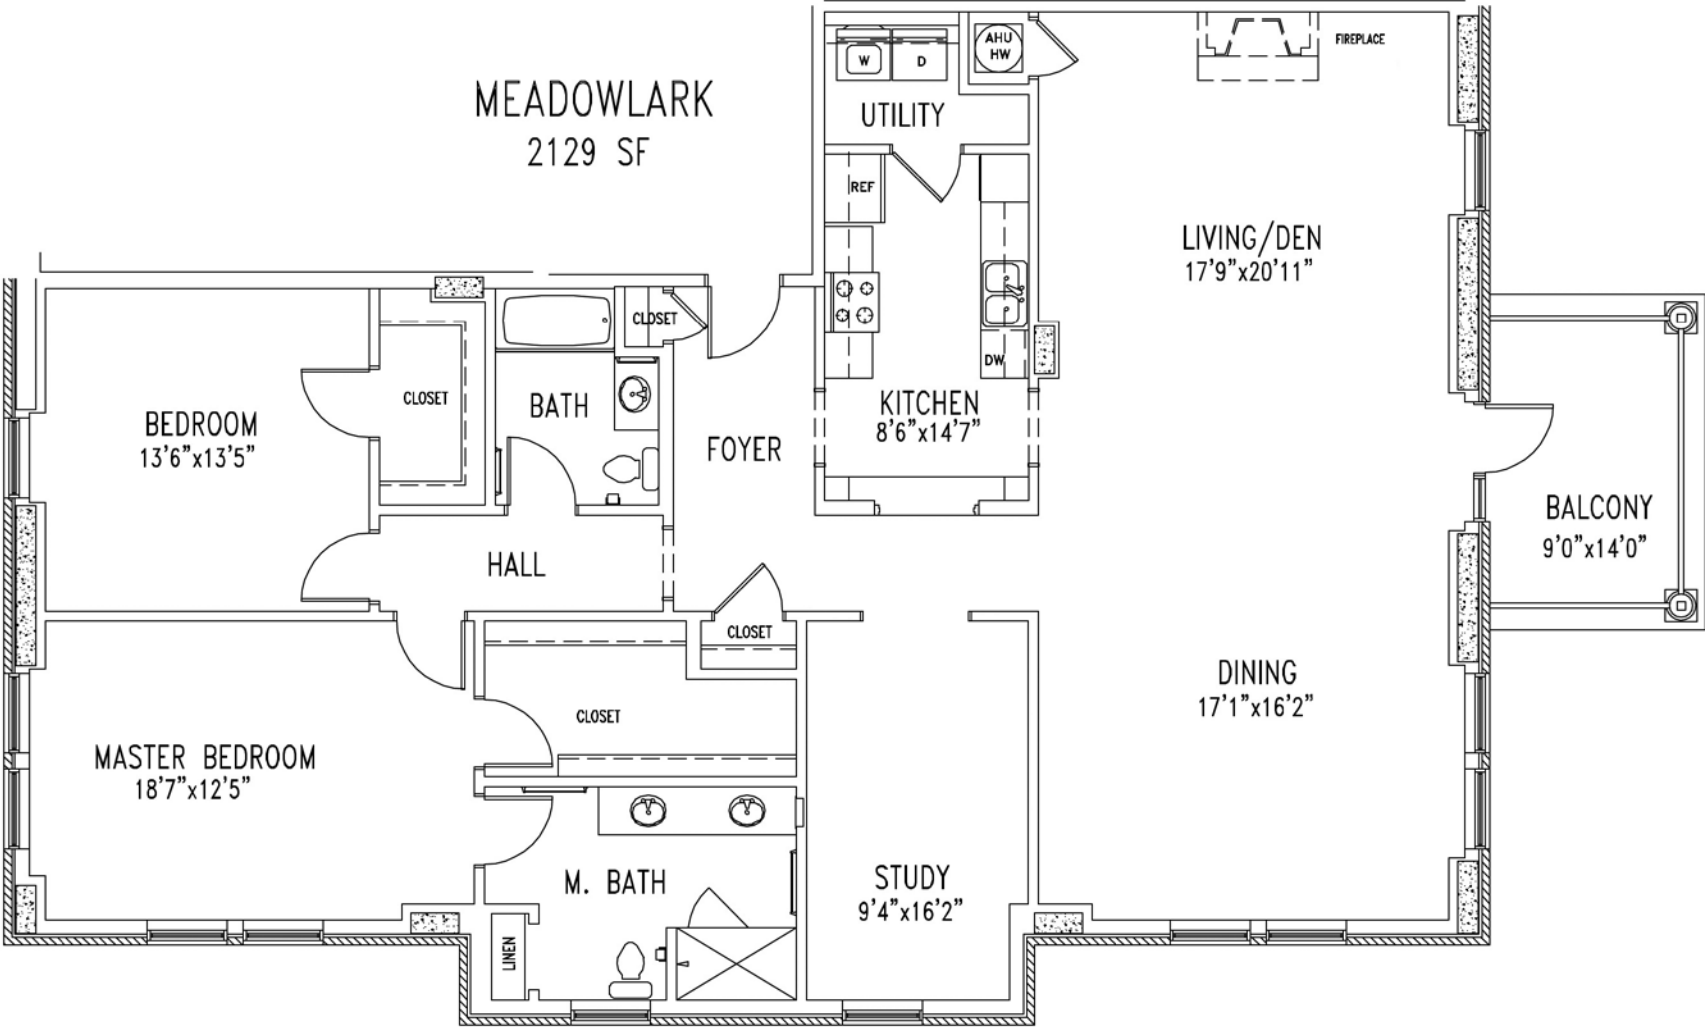 MEADOWLARK
2129 SF
W
D
AHU
HW
FIREPLACE
UTILITY
REF
LIVING/DEN
17'9"x20'11"
CLOSET
DW
BEDROOM
13'6"x13'5"
CLOSET
BATH
FOYER
KITCHEN
8'6"x14'7"
BALCONY
9'0"x14'0"
HALL
CLOSET
DINING
17'1"x16'2"
MASTER BEDROOM
18'7"x12'5"
CLOSET
M. BATH
STUDY
9'4"x16'2"
LINEN